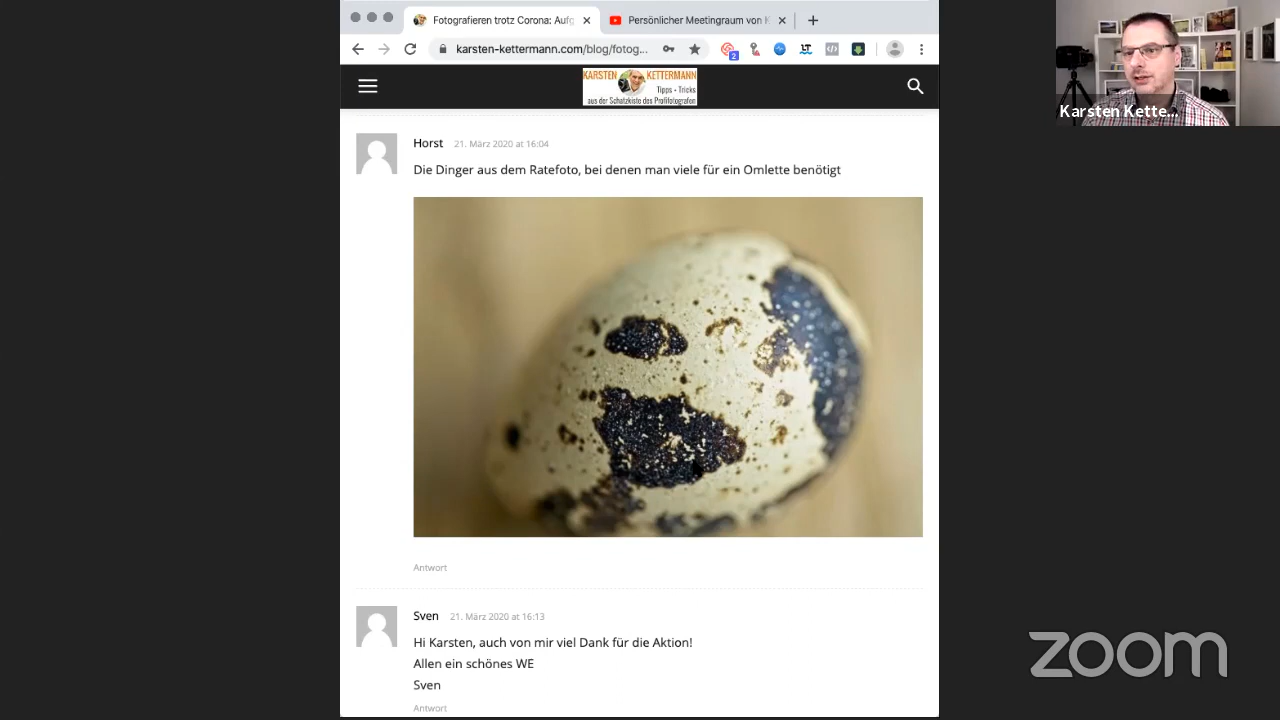 Fotografieren trotz Corona: Aufg
Persönlicher Meetingraum von K
karsten-kettermann.com/blog/fotog...
2
KARSTEN KETTERMANN
Tipps + Tricks
aus der Schatzkiste des Profifotografen
Karsten Kette...
Horst 21. März 2020 at 16:04
Die Dinger aus dem Ratefoto, bei denen man viele für ein Omlette benötigt
Antwort
Sven 21. März 2020 at 16:13
Hi Karsten, auch von mir viel Dank für die Aktion!
Allen ein schönes WE
Sven
Antwort
zoom